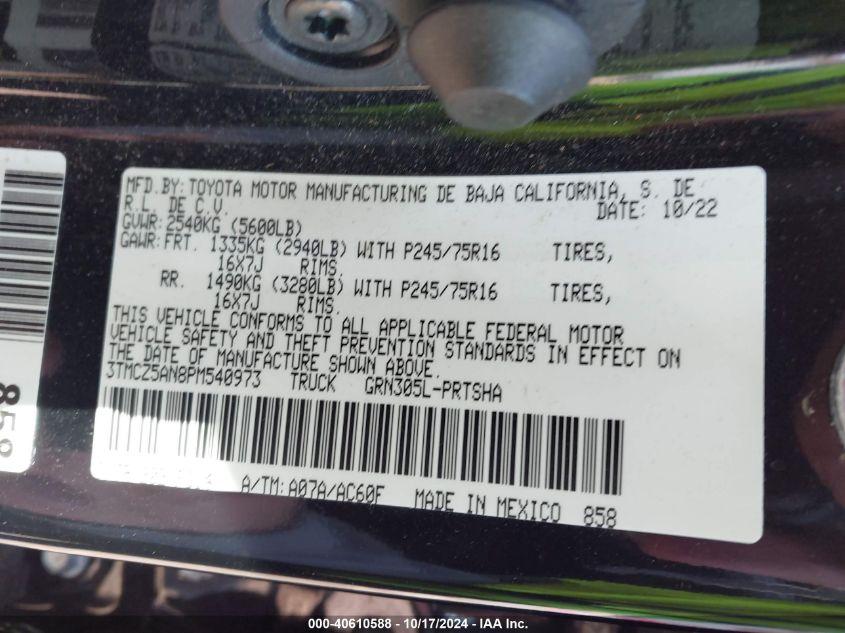 MFD.BY: TOYOTA MOTOR MANUFACTURING DE BAJA CALIFORNIA, S. DE
R.L. DE C.V.
DATE: 10/22
GVWR: 2540KG (5600LB)
GAWR: FRT. 1335KG (2940LB) WITH P245/75R16 TIRES,
16X7J RIMS.
RR. 1490KG (3280LB) WITH P245/75R16 TIRES,
16X7J RIMS.
THIS VEHICLE CONFORMS TO ALL APPLICABLE FEDERAL MOTOR
VEHICLE SAFETY AND THEFT PREVENTION STANDARDS IN EFFECT ON
THE DATE OF MANUFACTURE SHOWN ABOVE.
3TMCZ5AN8PM540973 TRUCK GRN305L-PRTSHA
A/TM: A07A/AC60F MADE IN MEXICO 858
858
000-40610588 - 10/17/2024 - IAA Inc.